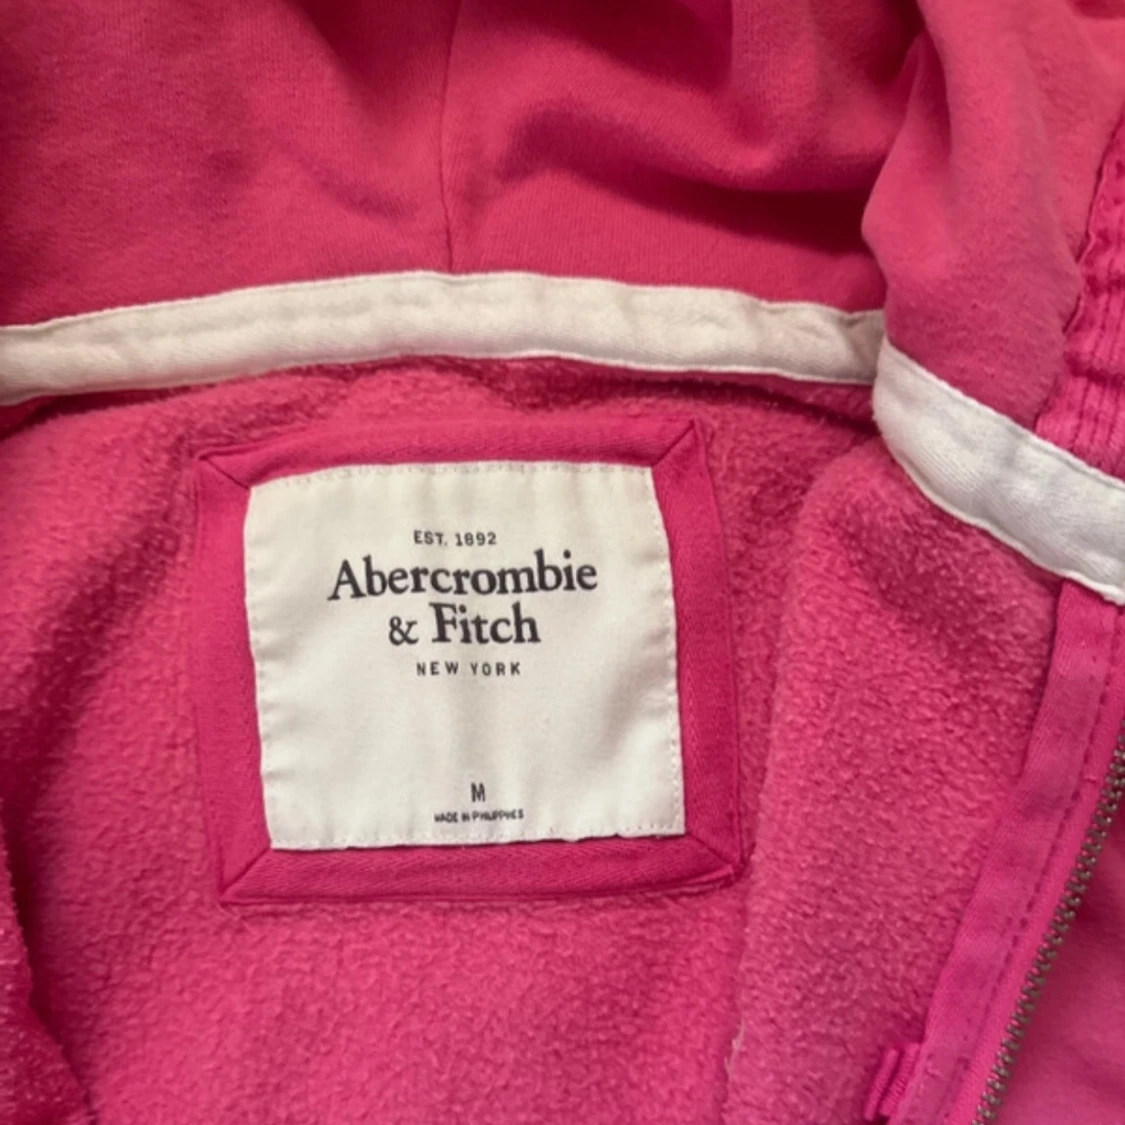 EST. 1892
Abercrombie
& Fitch
NEW YORK
M
MADE IN PHILIPPINES